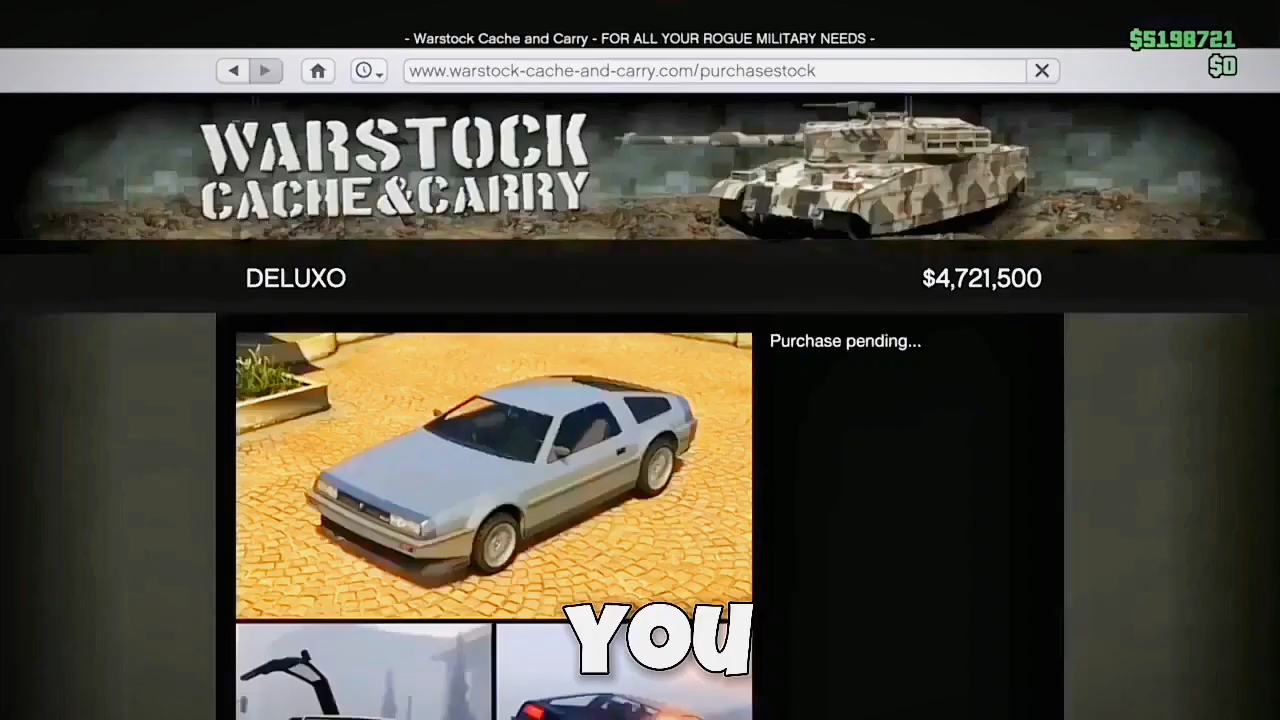 - Warstock Cache and Carry - FOR ALL YOUR ROGUE MILITARY NEEDS -
$5198721
$0
www.warstock-cache-and-carry.com/purchasestock
WARSTOCK
CACHE&CARRY
DELUXO
$4,721,500
Purchase pending...
YOU